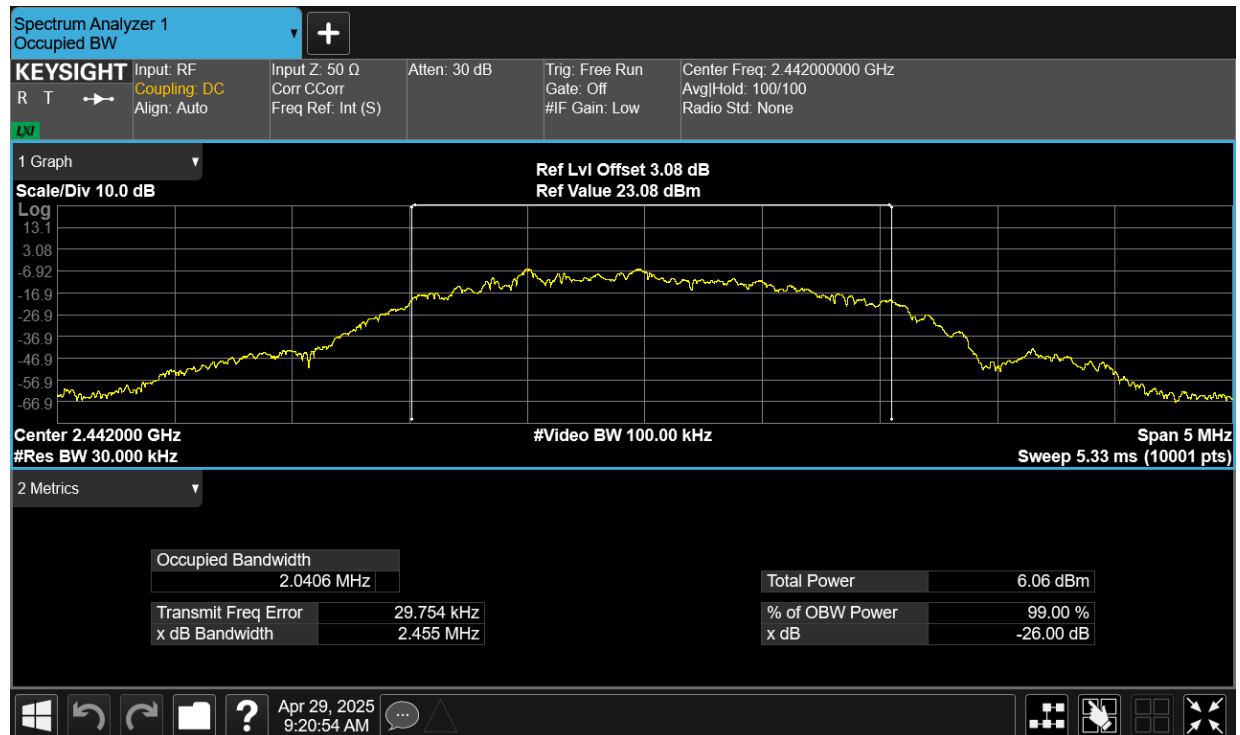 Spectrum Analyzer 1
Occupied BW
KEYSIGHT
R T
LXI
Input: RF
Coupling: DC
Align: Auto
Input Z: 50 Ω
Corr CCorr
Freq Ref: Int (S)
Atten: 30 dB
Trig: Free Run
Gate: Off
#IF Gain: Low
Center Freq: 2.442000000 GHz
Avg|Hold: 100/100
Radio Std: None
1 Graph
Scale/Div 10.0 dB
Ref Lvl Offset 3.08 dB
Ref Value 23.08 dBm
Log
13.1
3.08
-6.92
-16.9
-26.9
-36.9
-46.9
-56.9
-66.9
Center 2.442000 GHz
#Res BW 30.000 kHz
#Video BW 100.00 kHz
Span 5 MHz
Sweep 5.33 ms (10001 pts)
2 Metrics
Occupied Bandwidth
2.0406 MHz
Transmit Freq Error 29.754 kHz
x dB Bandwidth 2.455 MHz
Total Power 6.06 dBm
% of OBW Power 99.00 %
x dB -26.00 dB
?
Apr 29, 2025
9:20:54 AM